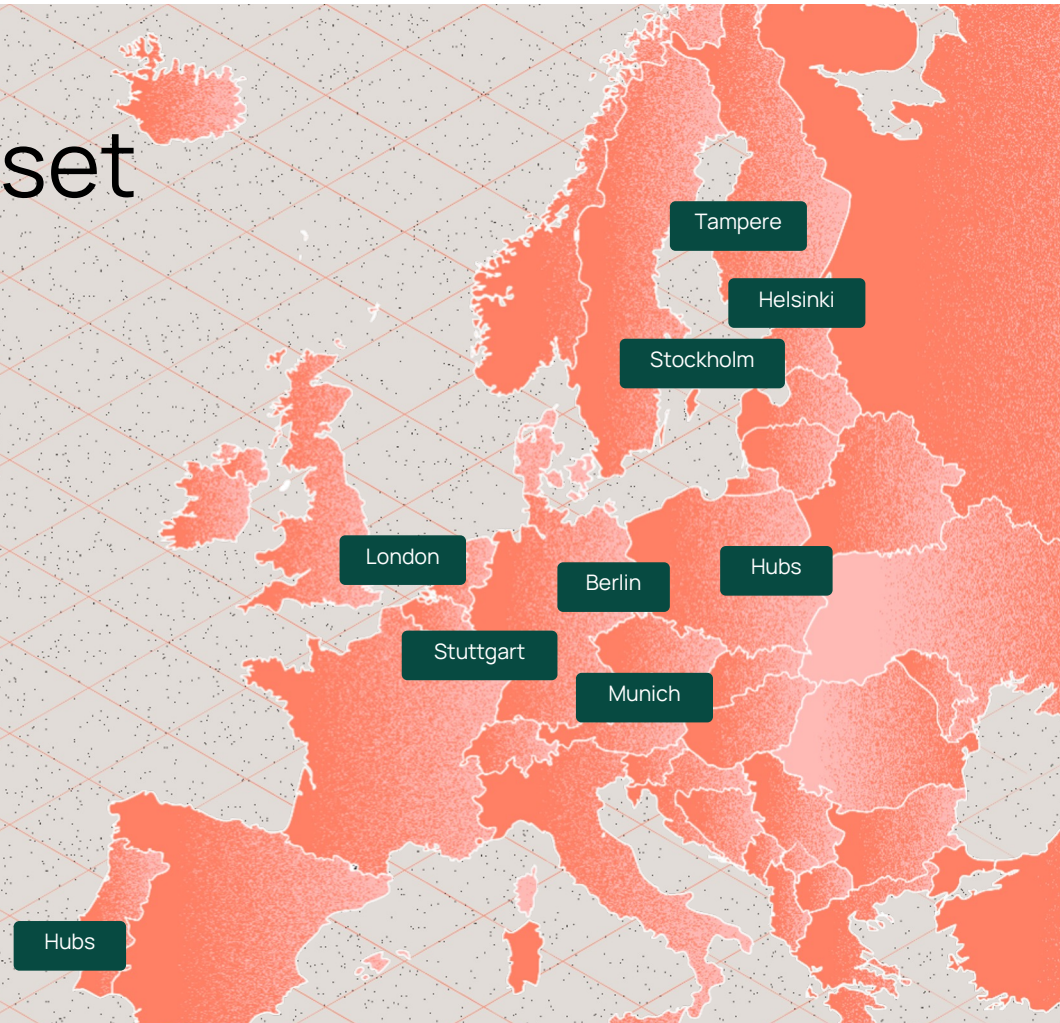 set
Tampere
Helsinki
Stockholm
London
Berlin
Hubs
Stuttgart
Munich
Hubs